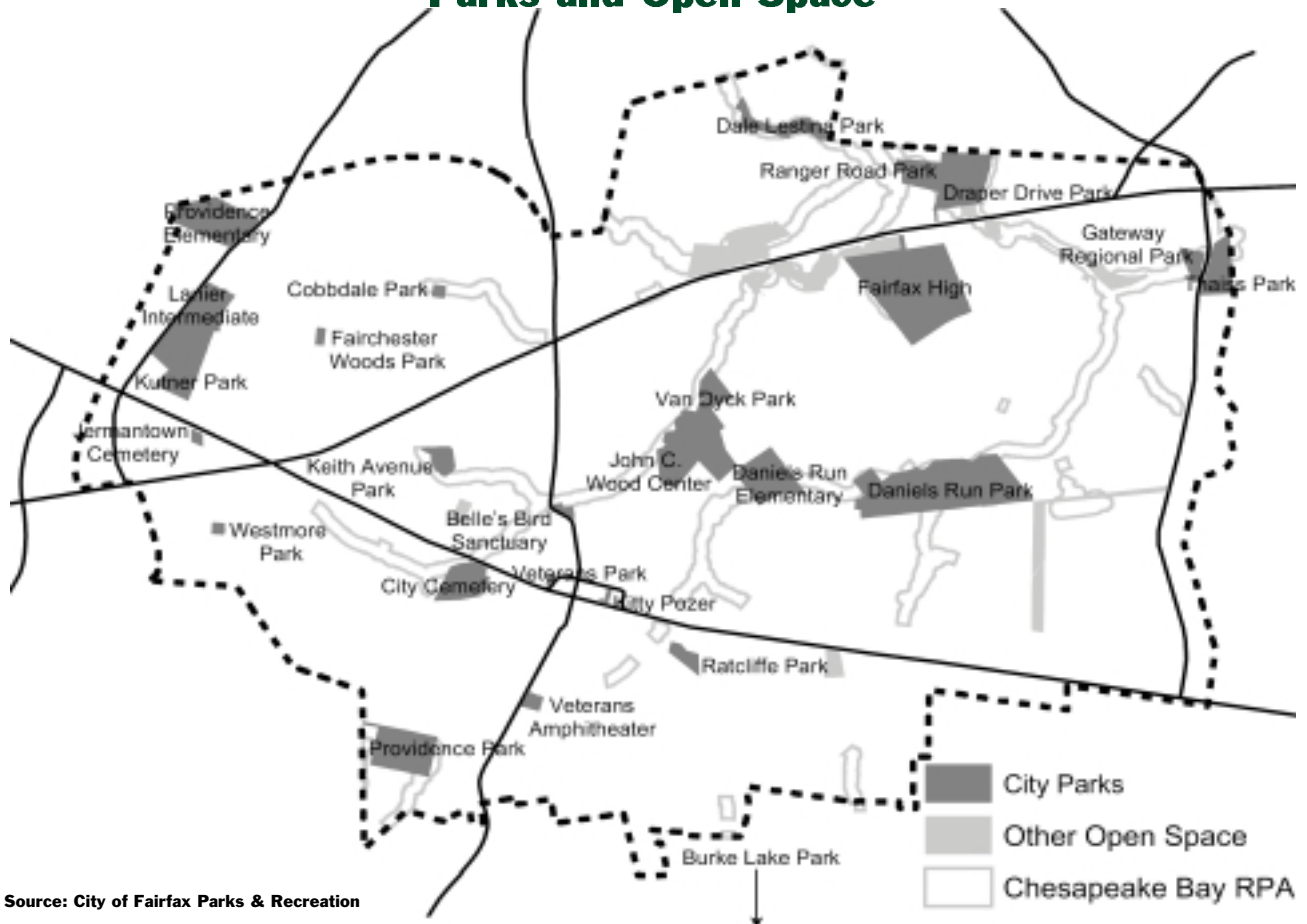 Parks and Open Space
Dale Lestina Park
Ranger Road Park
Draper Drive Park
Providence
Elementary
Gateway
Regional Park
Thaiss Park
Lanier
Intermediate
Cobbdale Park
Fairfax High
Fairchester
Woods Park
Kutner Park
Van Dyck Park
Jermantown
Cemetery
Keith Avenue
Park
John C.
Wood Center
Daniels Run
Elementary
Daniels Run Park
Westmore
Park
Belle's Bird
Sanctuary
City Cemetery
Veterans Park
Kitty Pozer
Ratcliffe Park
Veterans
Amphitheater
Providence Park
City Parks
Other Open Space
Chesapeake Bay RPA
Burke Lake Park
Source: City of Fairfax Parks & Recreation